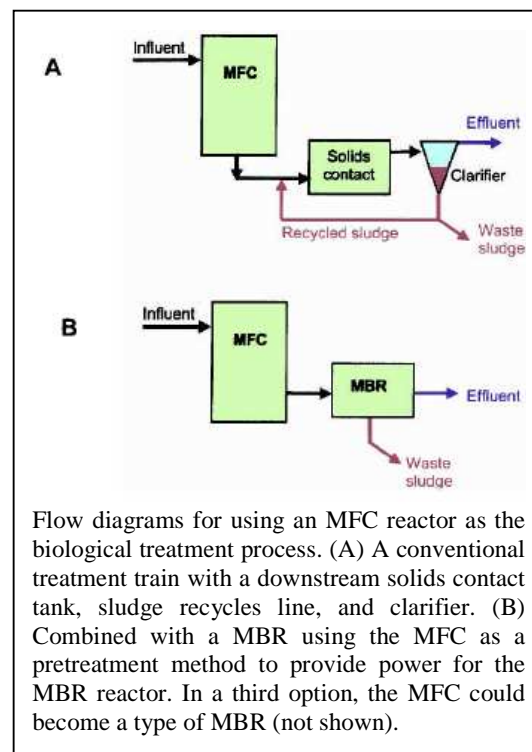 A
Influent
MFC
Effluent
Solids
contact
Clarifier
Recycled sludge
Waste
sludge
B
Influent
MFC
MBR
Effluent
Waste
sludge
Flow diagrams for using an MFC reactor as the
biological treatment process. (A) A conventional
treatment train with a downstream solids contact
tank, sludge recycles line, and clarifier. (B)
Combined with a MBR using the MFC as a
pretreatment method to provide power for the
MBR reactor. In a third option, the MFC could
become a type of MBR (not shown).